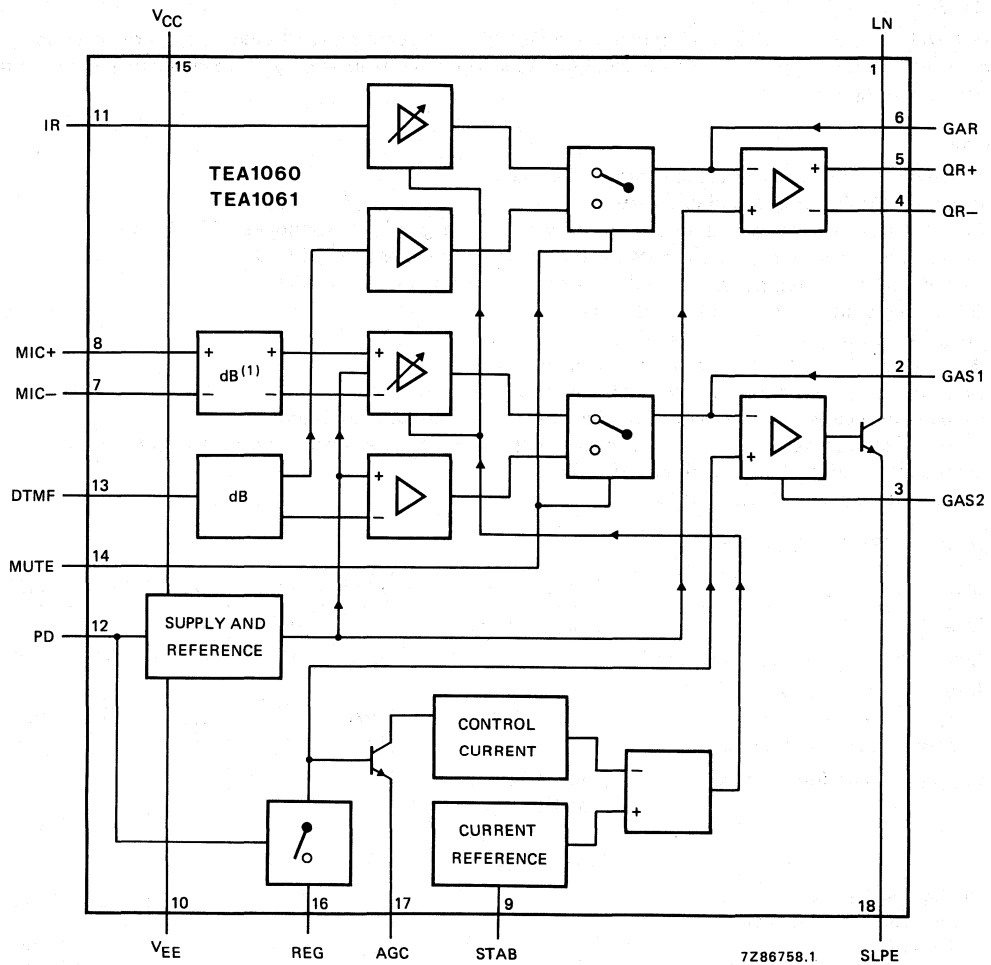 VCC
LN
15
1
IR
11
6
GAR
TEA1060
TEA1061
5
QR+
4
QR−
−
+
+
−
MIC+
8
+
+
+
2
GAS1
dB(1)
MIC−
7
−
−
−
−
+
3
GAS2
DTMF
13
dB
+
−
MUTE
14
PD
12
SUPPLY AND
REFERENCE
CONTROL
CURRENT
−
+
CURRENT
REFERENCE
10
16
17
9
18
VEE
REG
AGC
STAB
7Z86758.1
SLPE